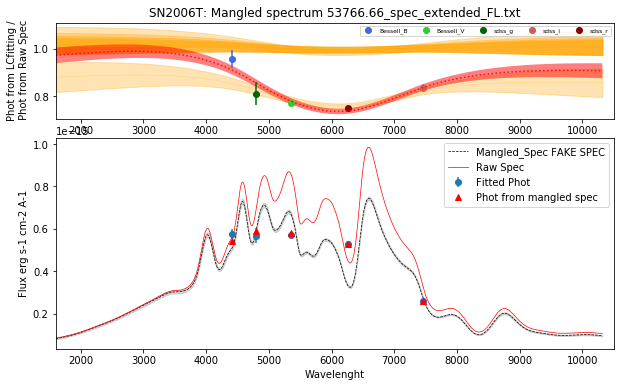 SN2006T: Mangled spectrum 53766.66_spec_extended_FL.txt
Phot from LCfitting /
Phot from Raw Spec
1.0
0.8
Bessell_B
Bessell_V
sdss_g
sdss_i
sdss_r
2000 3000 4000 5000 6000 7000 8000 9000 10000
Flux erg s-1 cm-2 A-1
1.0
0.8
0.6
0.4
0.2
Mangled_Spec FAKE SPEC
Raw Spec
Fitted Phot
Phot from mangled spec
2000 3000 4000 5000 6000 7000 8000 9000 10000
Wavelenght